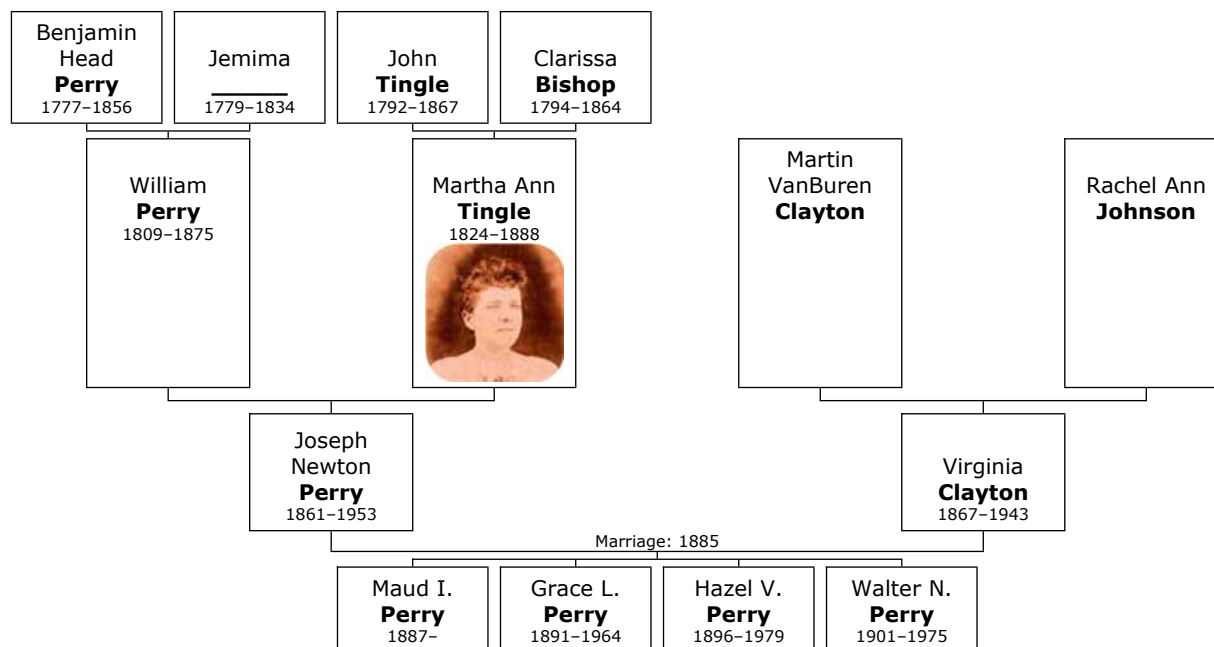 Benjamin
Head
Perry
1777–1856
Jemima
______
1779–1834
John
Tingle
1792–1867
Clarissa
Bishop
1794–1864
William
Perry
1809–1875
Martha Ann
Tingle
1824–1888
Martin
VanBuren
Clayton
Rachel Ann
Johnson
Joseph
Newton
Perry
1861–1953
Virginia
Clayton
1867–1943
Marriage: 1885
Maud I.
Perry
1887–
Grace L.
Perry
1891–1964
Hazel V.
Perry
1896–1979
Walter N.
Perry
1901–1975